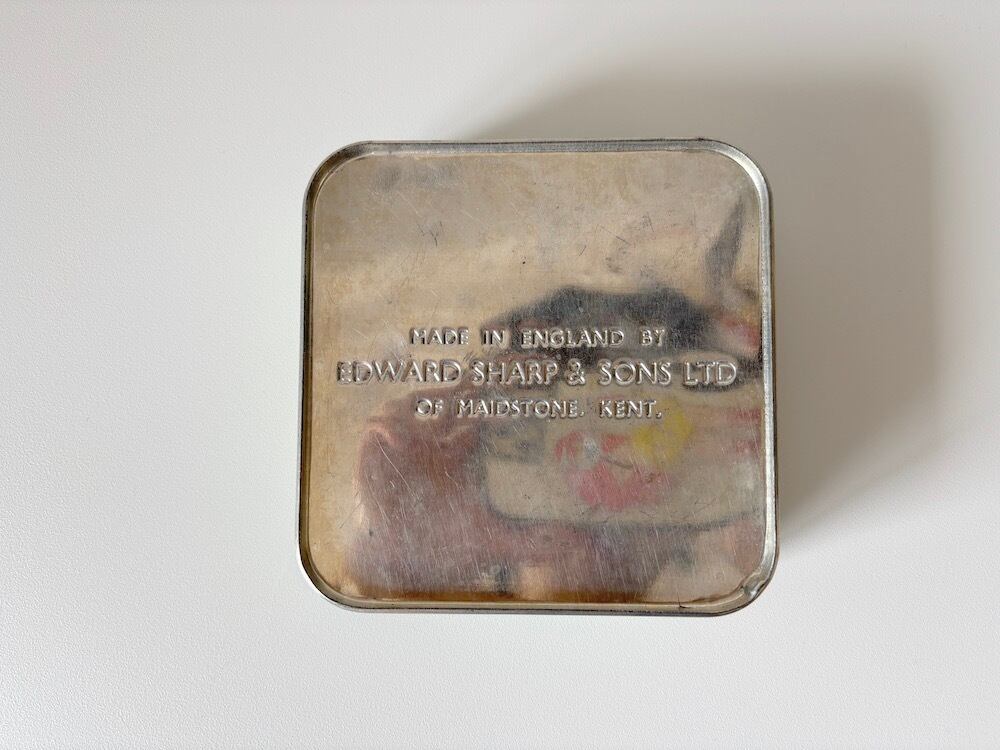 MADE IN ENGLAND BY
EDWARD SHARP & SONS LTD
OF MAIDSTONE. KENT.